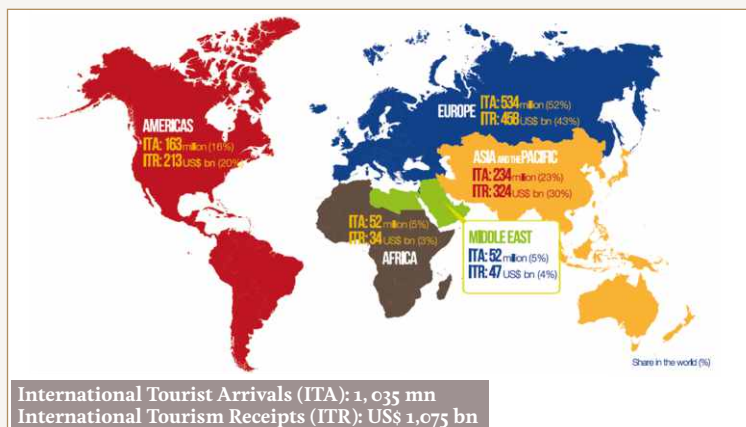 AMERICAS
ITA: 163 million (16%)
ITR: 213 US$ bn (20%)
EUROPE
ITA: 534 million (52%)
ITR: 458 US$ bn (43%)
ASIA AND THE PACIFIC
ITA: 234 million (23%)
ITR: 324 US$ bn (30%)
ITA: 52 million (5%)
ITR: 34 US$ bn (3%)
AFRICA
MIDDLE EAST
ITA: 52 million (5%)
ITR: 47 US$ bn (4%)
Share in the world (%)
International Tourist Arrivals (ITA): 1, 035 mn
International Tourism Receipts (ITR): US$ 1,075 bn